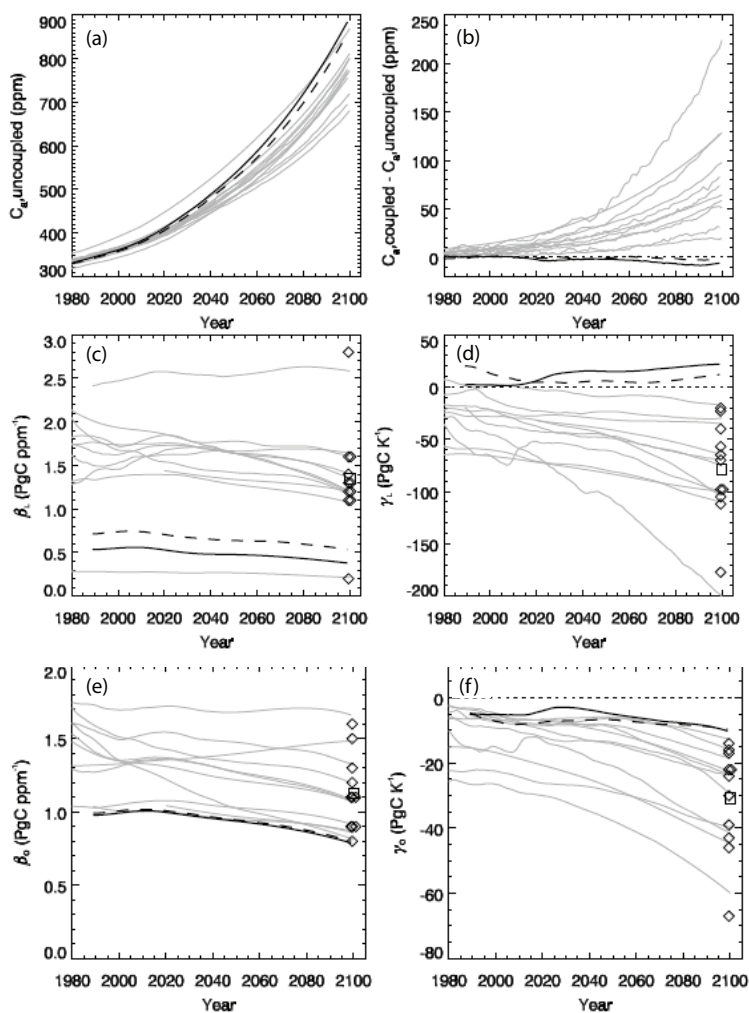 (a)
900
800
700
600
500
400
300
Cₐ,uncoupled (ppm)
1980 2000 2020 2040 2060 2080 2100
Year
(b)
250
200
150
100
50
0
Cₐ,coupled - Cₐ,uncoupled (ppm)
1980 2000 2020 2040 2060 2080 2100
Year
(c)
3.0
2.5
2.0
1.5
1.0
0.5
0.0
β_L (PgC ppm⁻¹)
1980 2000 2020 2040 2060 2080 2100
Year
(d)
50
0
-50
-100
-150
-200
γ_L (PgC K⁻¹)
1980 2000 2020 2040 2060 2080 2100
Year
(e)
2.0
1.5
1.0
0.5
0.0
β_o (PgC ppm⁻¹)
1980 2000 2020 2040 2060 2080 2100
Year
(f)
0
-20
-40
-60
-80
γ_o (PgC K⁻¹)
1980 2000 2020 2040 2060 2080 2100
Year